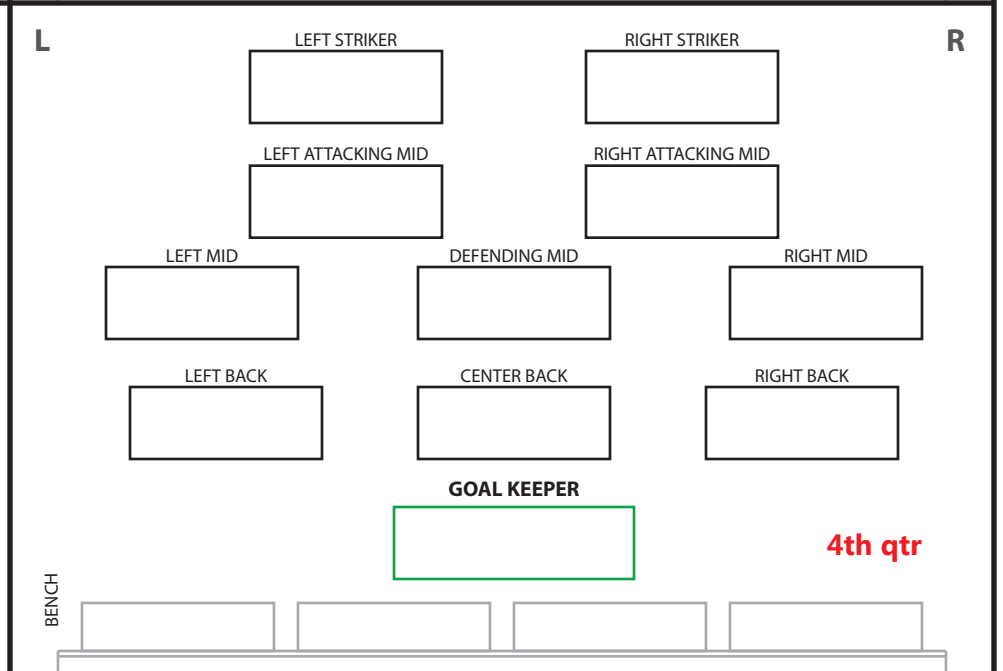 L
R
LEFT STRIKER
RIGHT STRIKER
LEFT ATTACKING MID
RIGHT ATTACKING MID
LEFT MID
DEFENDING MID
RIGHT MID
LEFT BACK
CENTER BACK
RIGHT BACK
GOAL KEEPER
4th qtr
BENCH